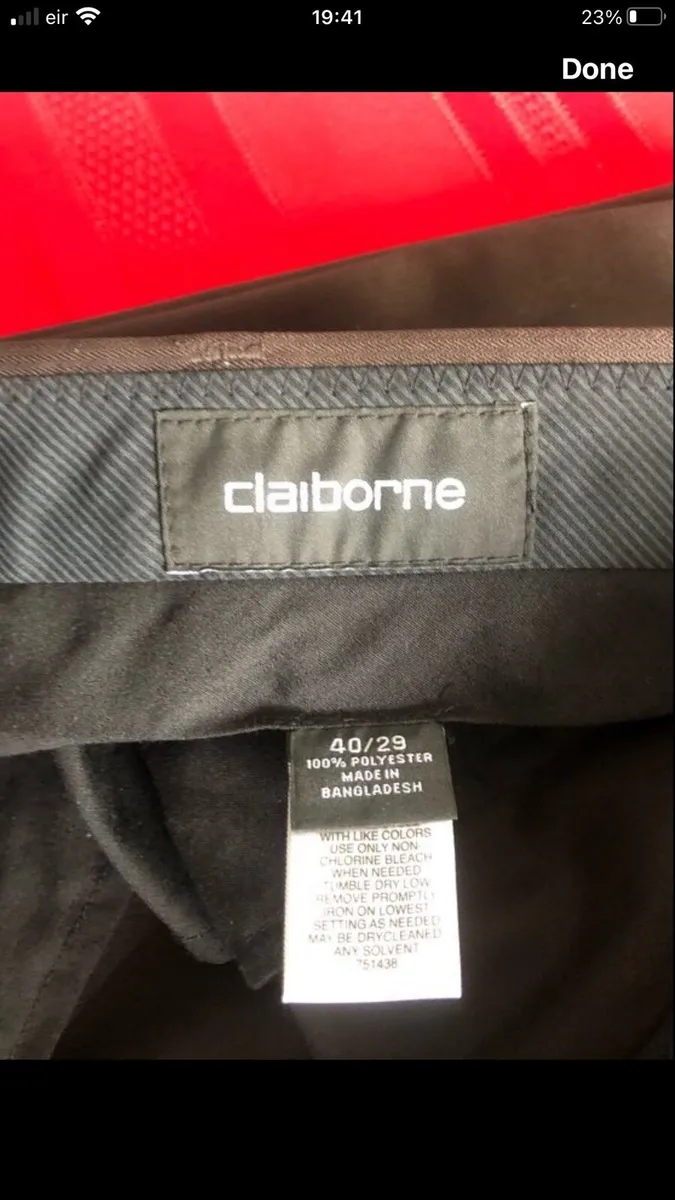 eir 19:41 23%
Done
claiborne
40/29
100% POLYESTER
MADE IN
BANGLADESH
WITH LIKE COLORS
USE ONLY NON
CHLORINE BLEACH
WHEN NEEDED
TUMBLE DRY LOW
REMOVE PROMPTLY
IRON ON LOWEST
SETTING AS NEEDED
MAY BE DRYCLEANED
ANY SOLVENT
751438